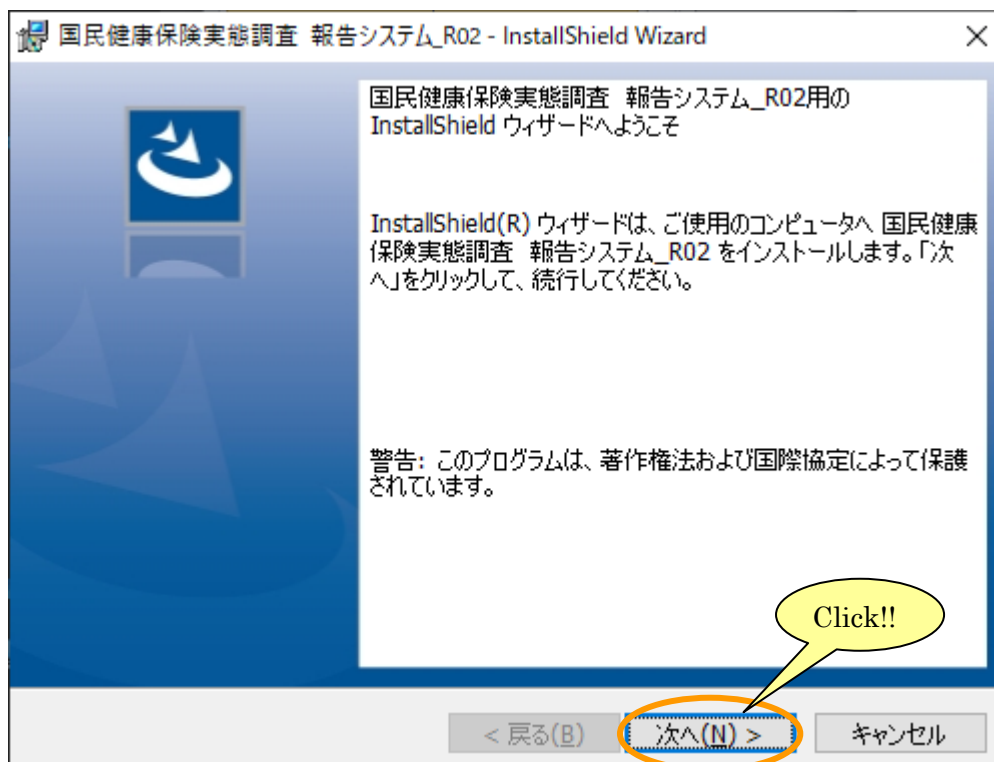 国民健康保険実態調査 報告システム_R02 - InstallShield Wizard
国民健康保険実態調査 報告システム_R02用の
InstallShield ウィザードへようこそ
InstallShield(R) ウィザードは、ご使用のコンピュータへ 国民健康
保険実態調査 報告システム_R02 をインストールします。「次
へ」をクリックして、続行してください。
警告: このプログラムは、著作権法および国際協定によって保護
されています。
Click!!
< 戻る(B)
次へ(N) >
キャンセル